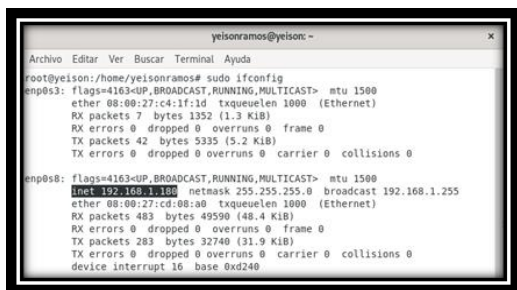 yeisonramos@yeison: ~ ×
Archivo Editar Ver Buscar Terminal Ayuda
root@yeison:/home/yeisonramos# sudo ifconfig
enp0s3: flags=4163<UP,BROADCAST,RUNNING,MULTICAST> mtu 1500
ether 08:00:27:c4:1f:1d txqueuelen 1000 (Ethernet)
RX packets 7 bytes 1352 (1.3 KiB)
RX errors 0 dropped 0 overruns 0 frame 0
TX packets 42 bytes 5335 (5.2 KiB)
TX errors 0 dropped 0 overruns 0 carrier 0 collisions 0
enp0s8: flags=4163<UP,BROADCAST,RUNNING,MULTICAST> mtu 1500
inet 192.168.1.180 netmask 255.255.255.0 broadcast 192.168.1.255
ether 08:00:27:cd:08:a0 txqueuelen 1000 (Ethernet)
RX packets 483 bytes 49590 (48.4 KiB)
RX errors 0 dropped 0 overruns 0 frame 0
TX packets 283 bytes 32740 (31.9 KiB)
TX errors 0 dropped 0 overruns 0 carrier 0 collisions 0
device interrupt 16 base 0xd240